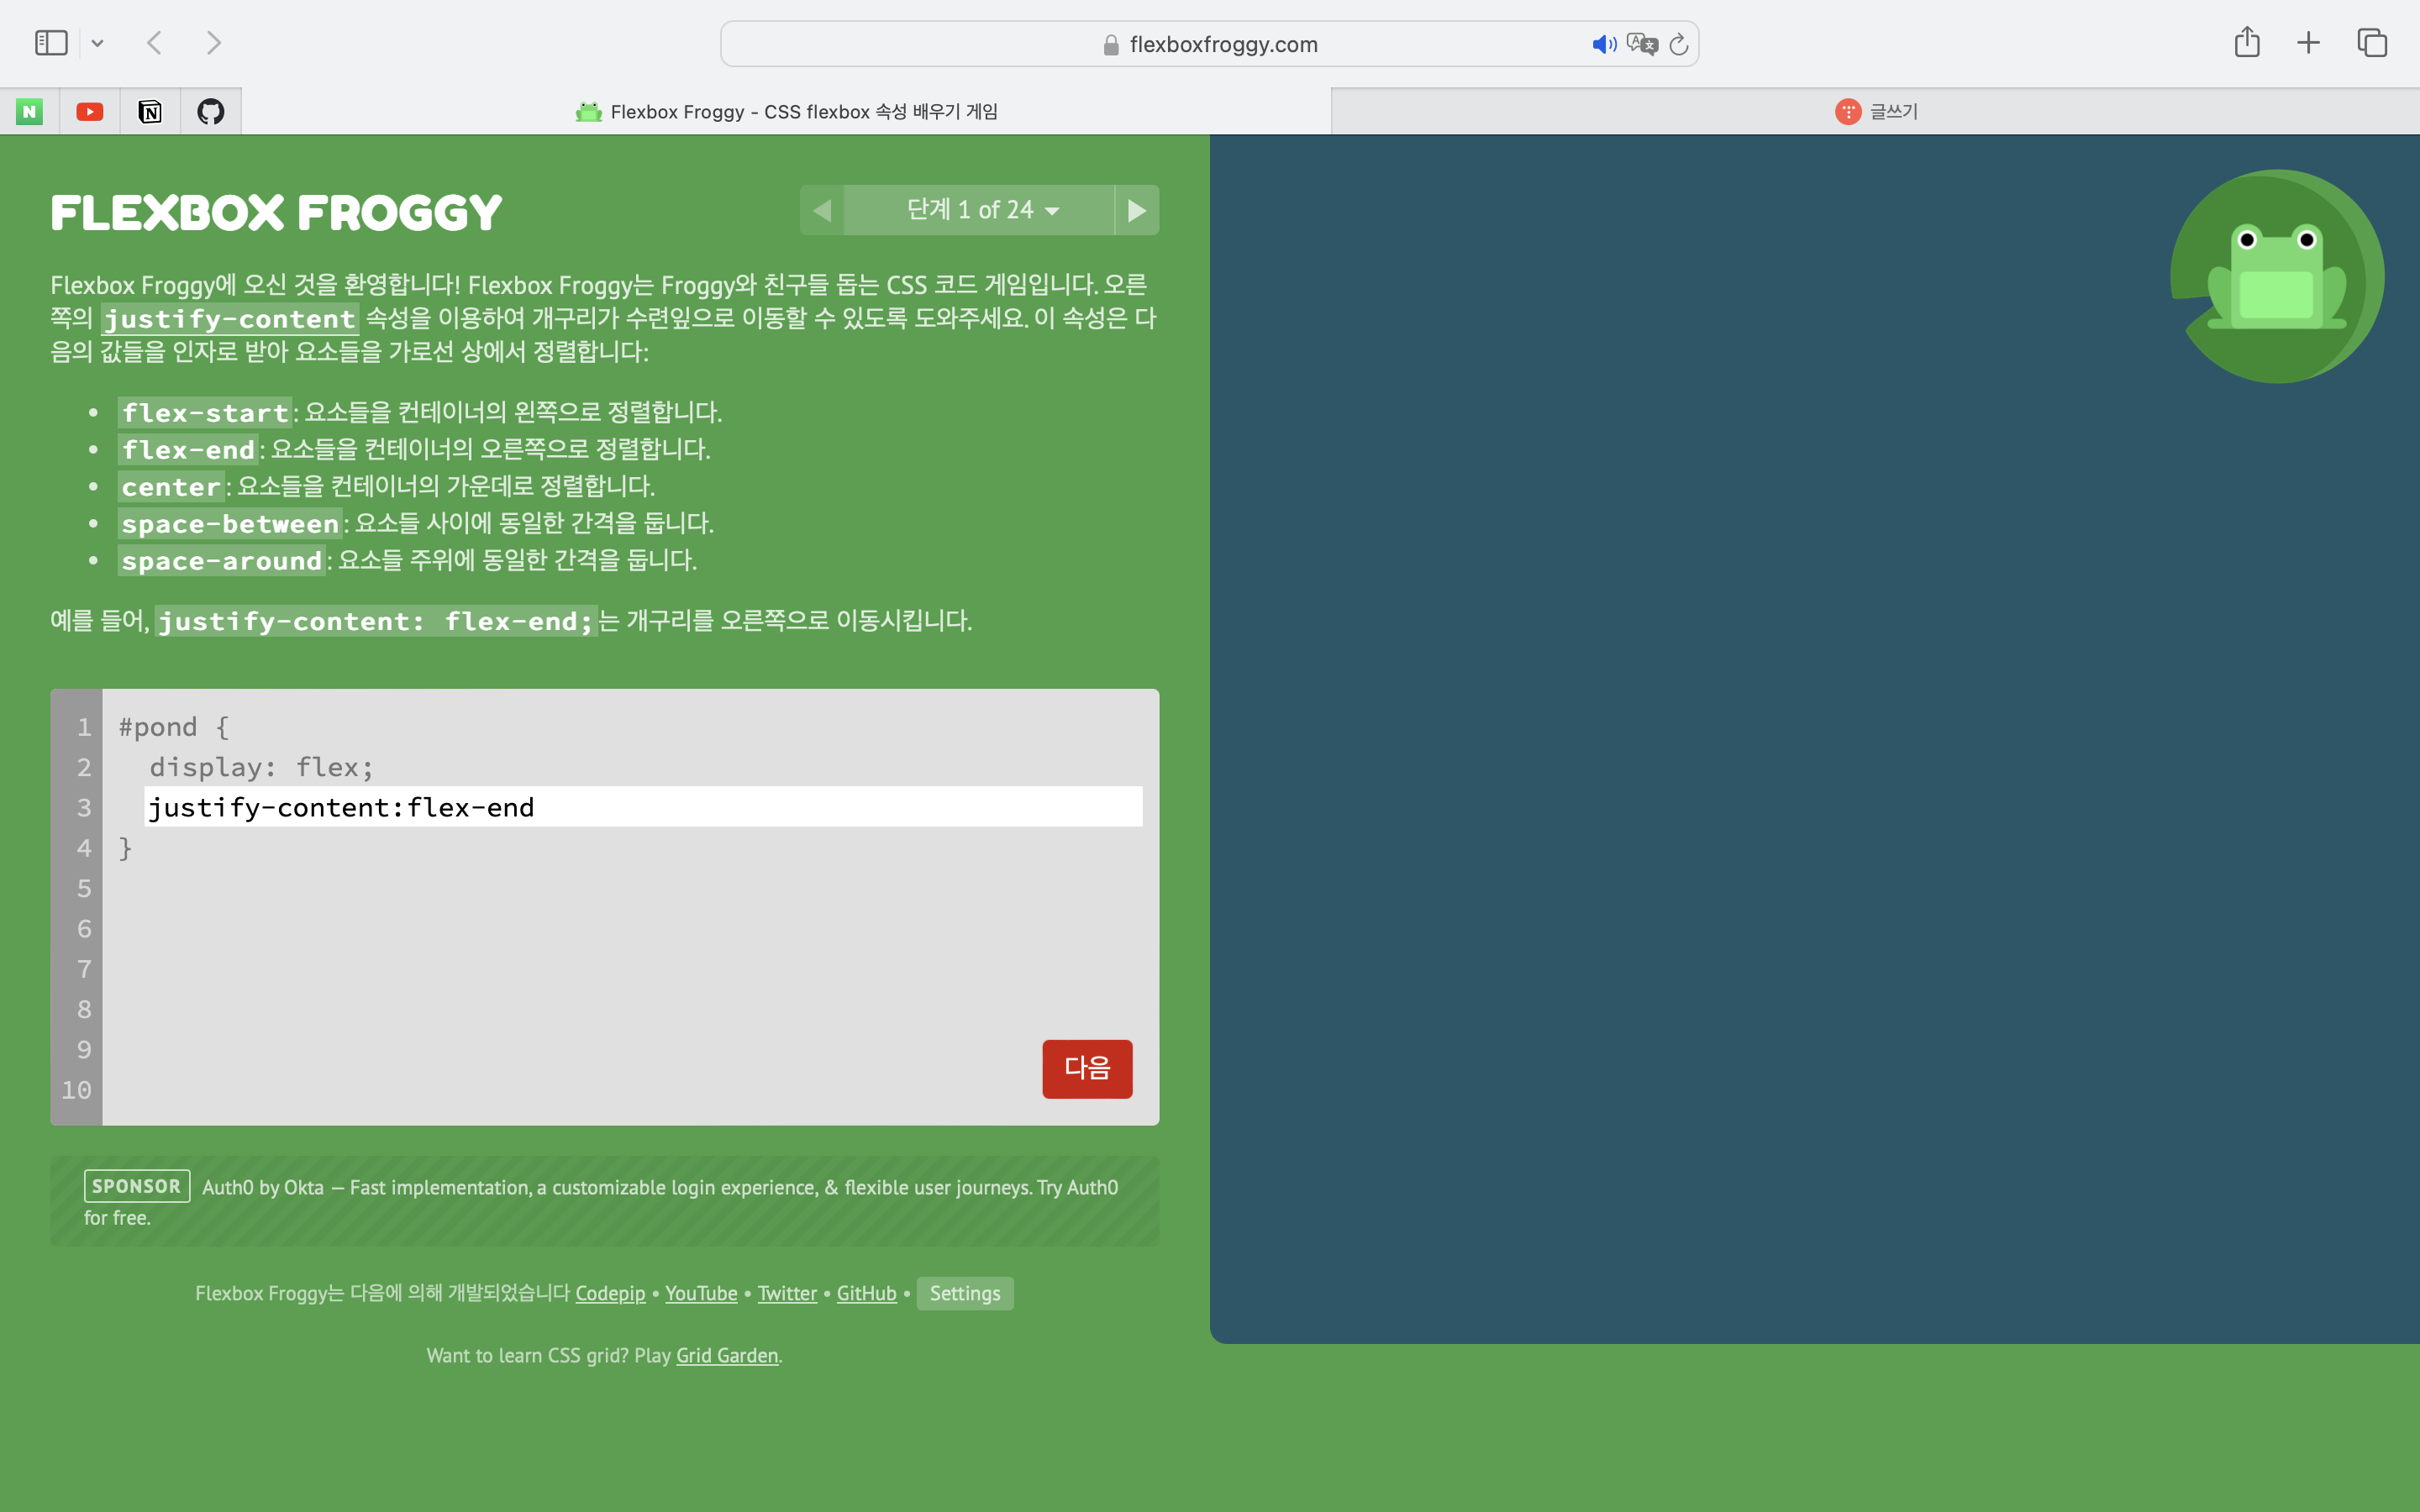 flexboxfroggy.com
Flexbox Froggy - CSS flexbox 속성 배우기 게임
글쓰기
FLEXBOX FROGGY
단계 1 of 24
Flexbox Froggy에 오신 것을 환영합니다! Flexbox Froggy는 Froggy와 친구들 돕는 CSS 코드 게임입니다. 오른
쪽의 justify-content 속성을 이용하여 개구리가 수련잎으로 이동할 수 있도록 도와주세요. 이 속성은 다
음의 값들을 인자로 받아 요소들을 가로선 상에서 정렬합니다:
• flex-start: 요소들을 컨테이너의 왼쪽으로 정렬합니다.
• flex-end: 요소들을 컨테이너의 오른쪽으로 정렬합니다.
• center: 요소들을 컨테이너의 가운데로 정렬합니다.
• space-between: 요소들 사이에 동일한 간격을 둡니다.
• space-around: 요소들 주위에 동일한 간격을 둡니다.
예를 들어, justify-content: flex-end;는 개구리를 오른쪽으로 이동시킵니다.
1 #pond {
2 display: flex;
3 justify-content:flex-end
4 }
5
6
7
8
9
10
다음
SPONSOR Auth0 by Okta — Fast implementation, a customizable login experience, & flexible user journeys. Try Auth0
for free.
Flexbox Froggy는 다음에 의해 개발되었습니다 Codepip • YouTube • Twitter • GitHub • Settings
Want to learn CSS grid? Play Grid Garden.